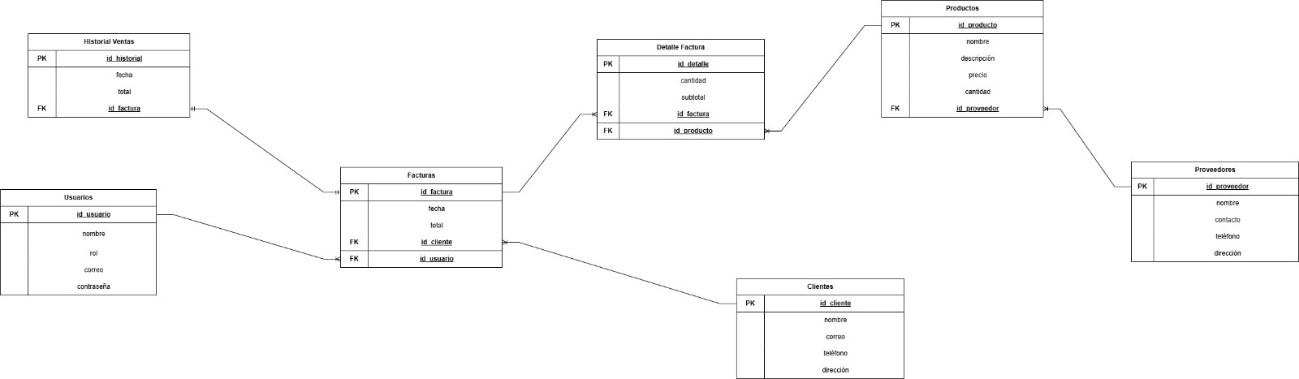 Historial Ventas
PK id_historial
fecha
total
FK id_factura
Usuarios
PK id_usuario
nombre
rol
correo
contraseña
Facturas
PK id_factura
fecha
total
FK id_cliente
FK id_usuario
Detalle Factura
PK id_detalle
cantidad
subtotal
FK id_factura
FK id_producto
Clientes
PK id_cliente
nombre
correo
teléfono
dirección
Productos
PK id_producto
nombre
descripción
precio
cantidad
FK id_proveedor
Proveedores
PK id_proveedor
nombre
contacto
teléfono
dirección